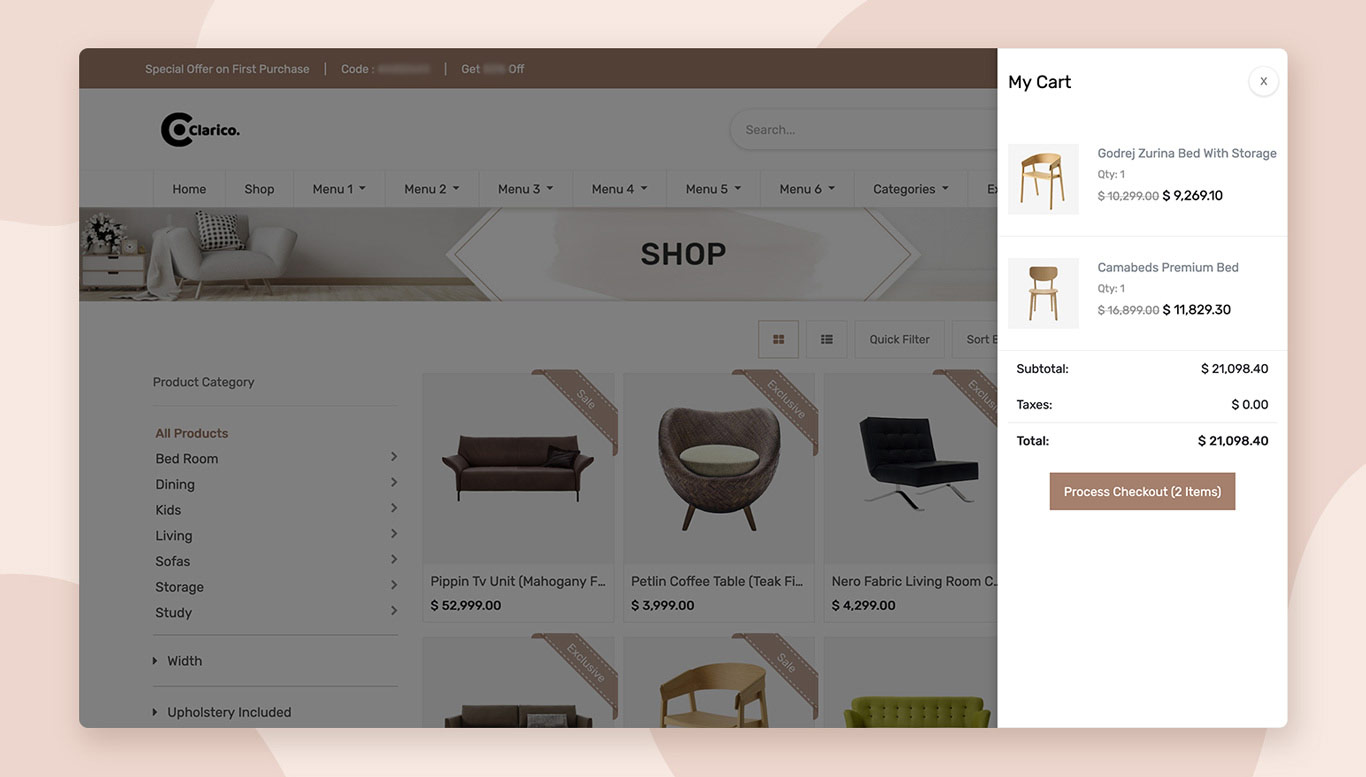 Special Offer on First Purchase | Code : | Get Off
Clarico.
Search...
Home Shop Menu 1 Menu 2 Menu 3 Menu 4 Menu 5 Menu 6 Categories
SHOP
Quick Filter Sort
Product Category
All Products
Bed Room
Dining
Kids
Living
Sofas
Storage
Study
Width
Upholstery Included
Sale
Pippin Tv Unit (Mahogany F...
$ 52,999.00
Exclusive
Petlin Coffee Table (Teak Fi...
$ 3,999.00
Exclus
Nero Fabric Living Room C...
$ 4,299.00
Exclusive
Sale
My Cart
X
Godrej Zurina Bed With Storage
Qty: 1
$ 10,299.00 $ 9,269.10
Camabeds Premium Bed
Qty: 1
$ 16,899.00 $ 11,829.30
Subtotal: $ 21,098.40
Taxes: $ 0.00
Total: $ 21,098.40
Process Checkout (2 Items)